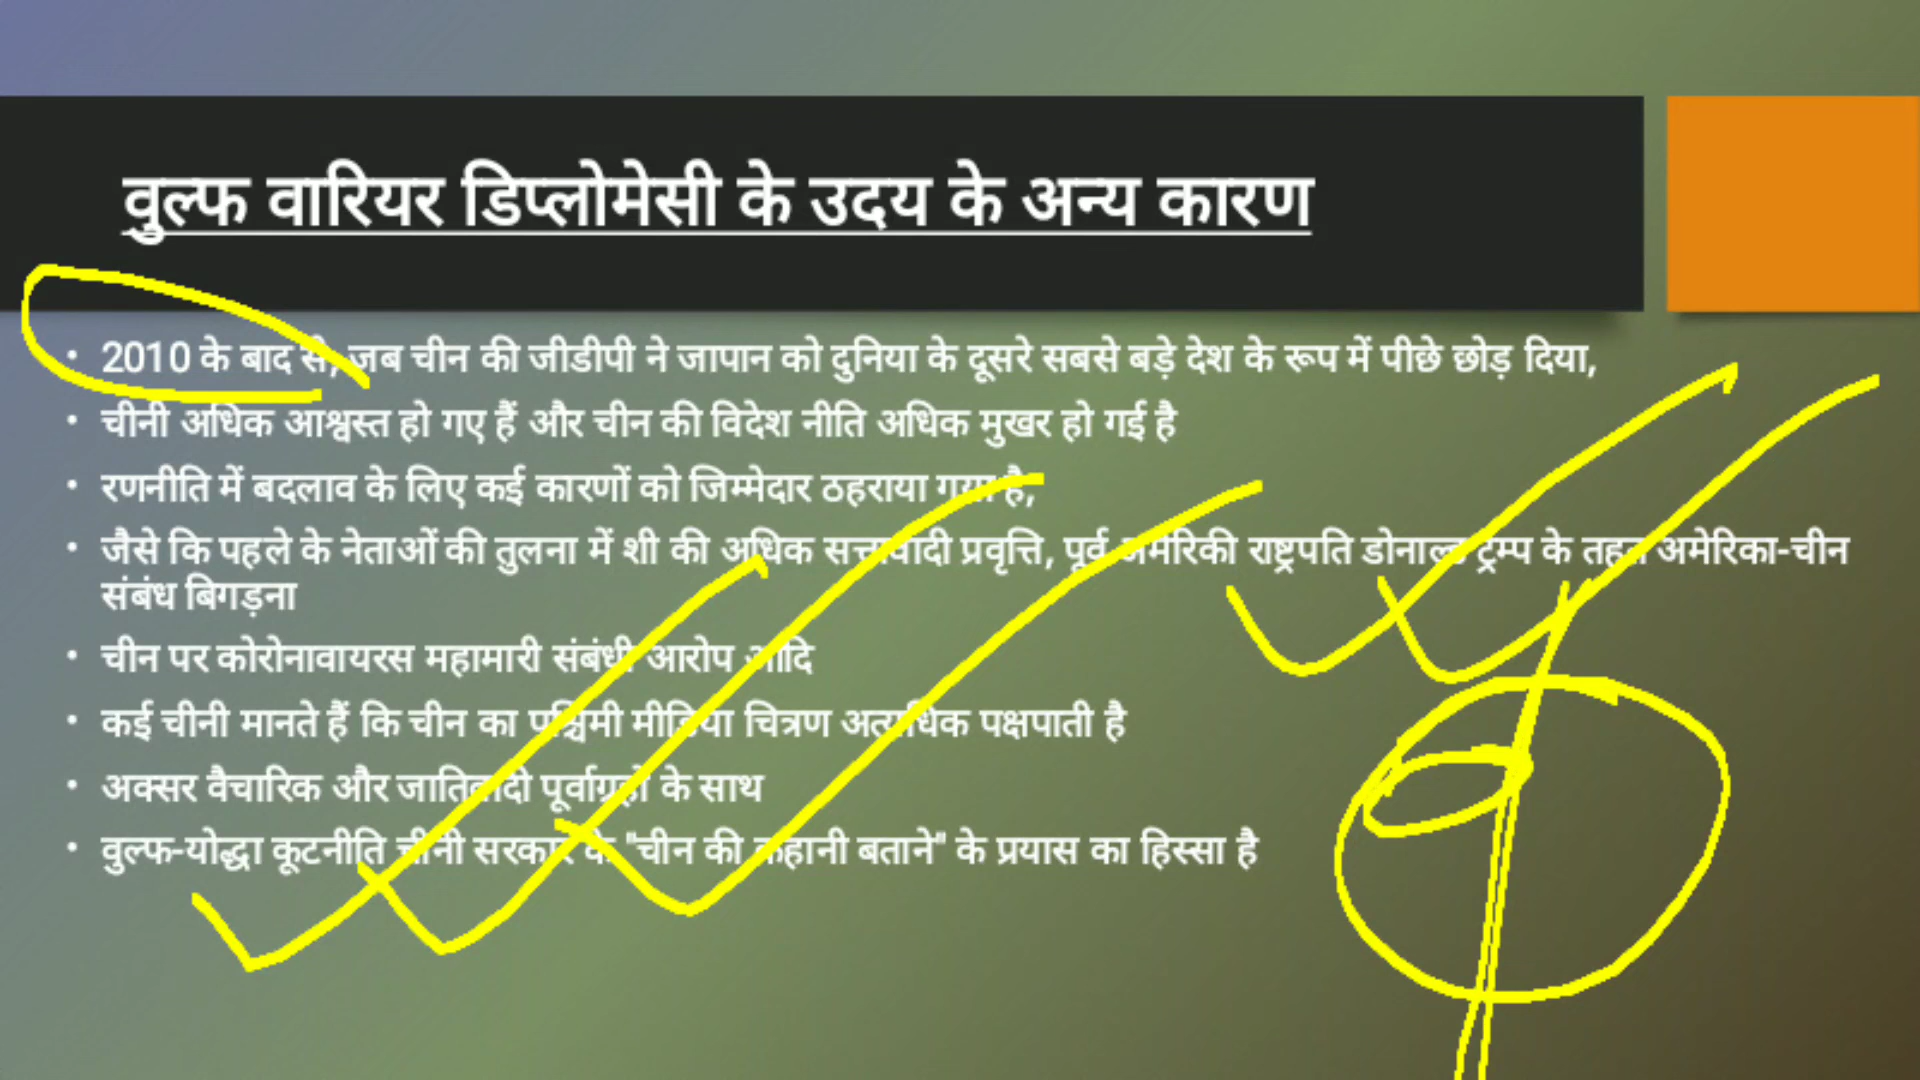 वुल्फ वारियर डिप्लोमेसी के उदय के अन्य कारण
• 2010 के बाद से, जब चीन की जीडीपी ने जापान को दुनिया के दूसरे सबसे बड़े देश के रूप में पीछे छोड़ दिया,
• चीनी अधिक आश्वस्त हो गए हैं और चीन की विदेश नीति अधिक मुखर हो गई है
• रणनीति में बदलाव के लिए कई कारणों को जिम्मेदार ठहराया गया है,
• जैसे कि पहले के नेताओं की तुलना में शी की अधिक सत्तावादी प्रवृत्ति, पूर्व अमेरिकी राष्ट्रपति डोनाल्ड ट्रम्प के तहत अमेरिका-चीन
संबंध बिगड़ना
• चीन पर कोरोनावायरस महामारी संबंधी आरोप आदि
• कई चीनी मानते हैं कि चीन का पश्चिमी मीडिया चित्रण अत्यधिक पक्षपाती है
• अक्सर वैचारिक और जातिवादी पूर्वाग्रहों के साथ
• वुल्फ-योद्धा कूटनीति चीनी सरकार के "चीन की कहानी बताने" के प्रयास का हिस्सा है